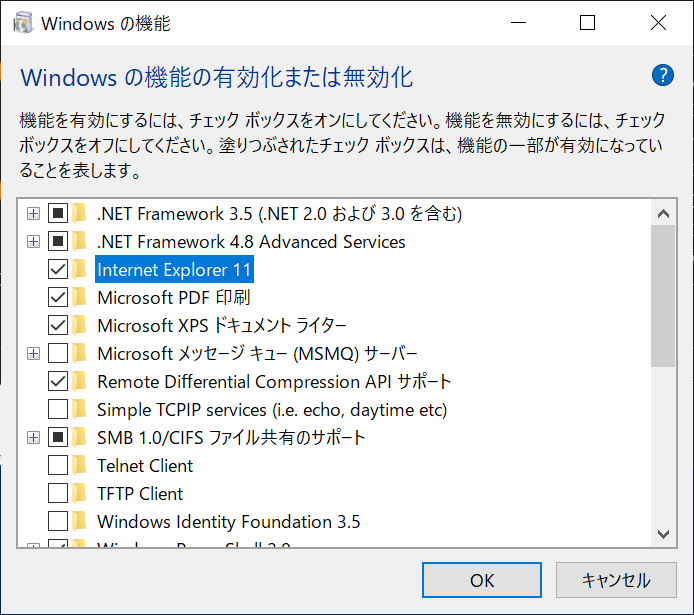 Windows の機能
Windows の機能の有効化または無効化
機能を有効にするには、チェック ボックスをオンにしてください。機能を無効にするには、チェック
ボックスをオフにしてください。塗りつぶされたチェック ボックスは、機能の一部が有効になってい
ることを表します。
.NET Framework 3.5 (.NET 2.0 および 3.0 を含む)
.NET Framework 4.8 Advanced Services
Internet Explorer 11
Microsoft PDF 印刷
Microsoft XPS ドキュメント ライター
Microsoft メッセージ キュー (MSMQ) サーバー
Remote Differential Compression API サポート
Simple TCPIP services (i.e. echo, daytime etc)
SMB 1.0/CIFS ファイル共有のサポート
Telnet Client
TFTP Client
Windows Identity Foundation 3.5
Windows PowerShell 2.0
OK
キャンセル